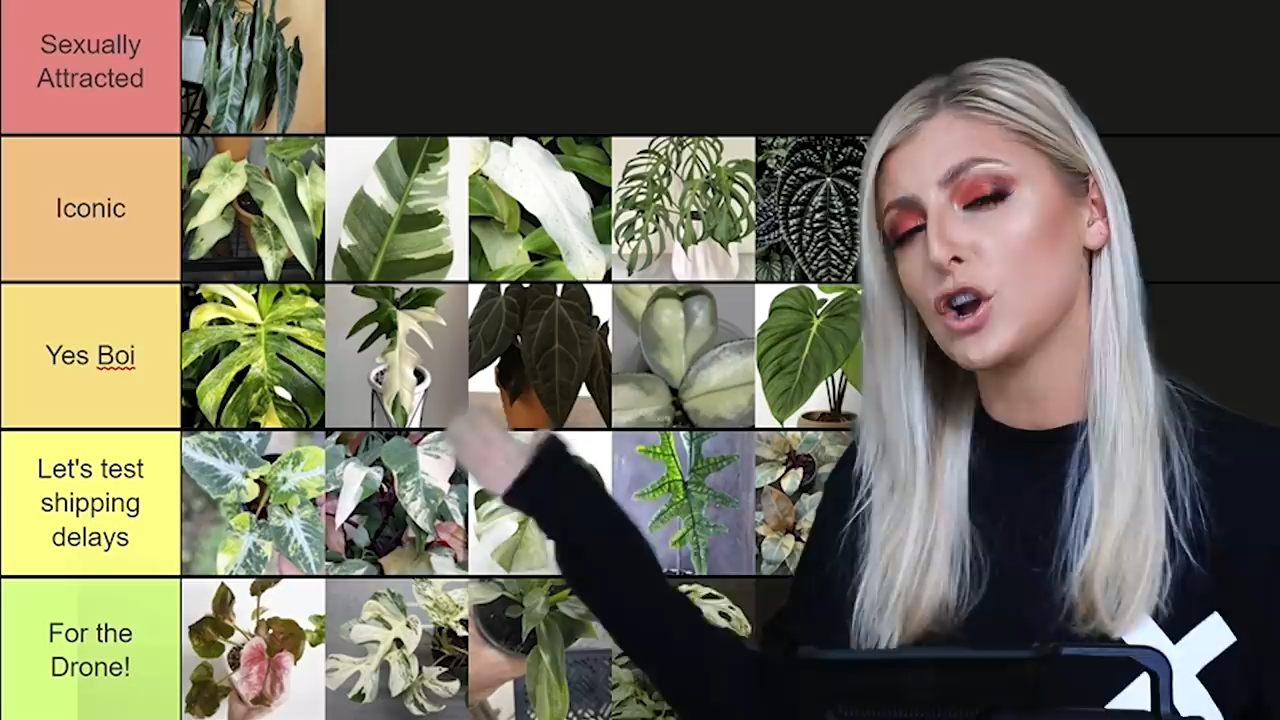 Sexually
Attracted
Iconic
Yes Boi
Let's test
shipping
delays
For the
Drone!